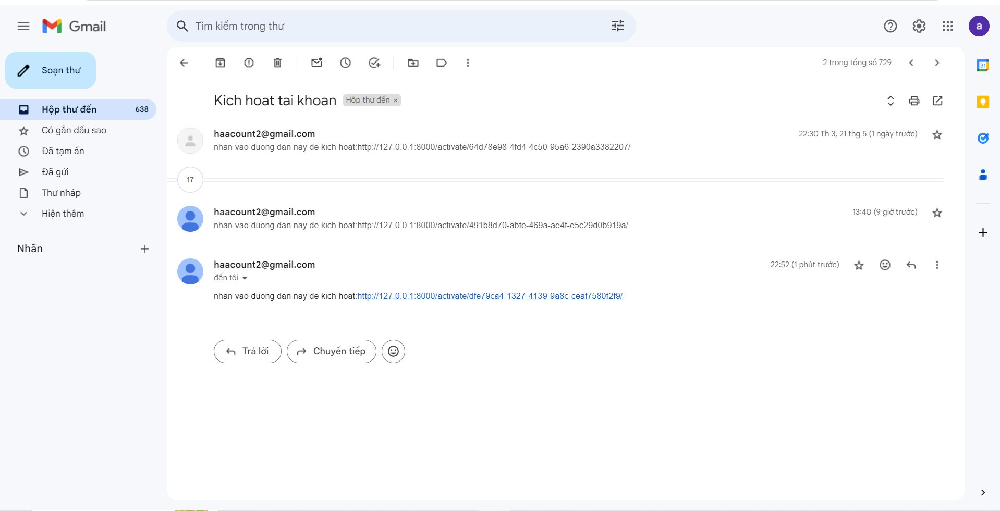 Gmail
Tìm kiếm trong thư
a
Soạn thư
2 trong tổng số 729
31
Kich hoat tai khoan Hộp thư đến ×
Hộp thư đến 638
Có gắn dấu sao
Đã tạm ẩn
Đã gửi
Thư nháp
Hiện thêm
Nhãn
haacount2@gmail.com 22:30 Th 3, 21 thg 5 (1 ngày trước)
nhan vao duong dan nay de kich hoat:http://127.0.0.1:8000/activate/64d78e98-4fd4-4c50-95a6-2390a3382207/
17
haacount2@gmail.com 13:40 (9 giờ trước)
nhan vao duong dan nay de kich hoat:http://127.0.0.1:8000/activate/491b8d70-abfe-469a-ae4f-e5c29d0b919a/
haacount2@gmail.com 22:52 (1 phút trước)
đến tôi
nhan vao duong dan nay de kich hoat:http://127.0.0.1:8000/activate/dfe79ca4-1327-4139-9a8c-ceaf7580f2f9/
Trả lời
Chuyển tiếp